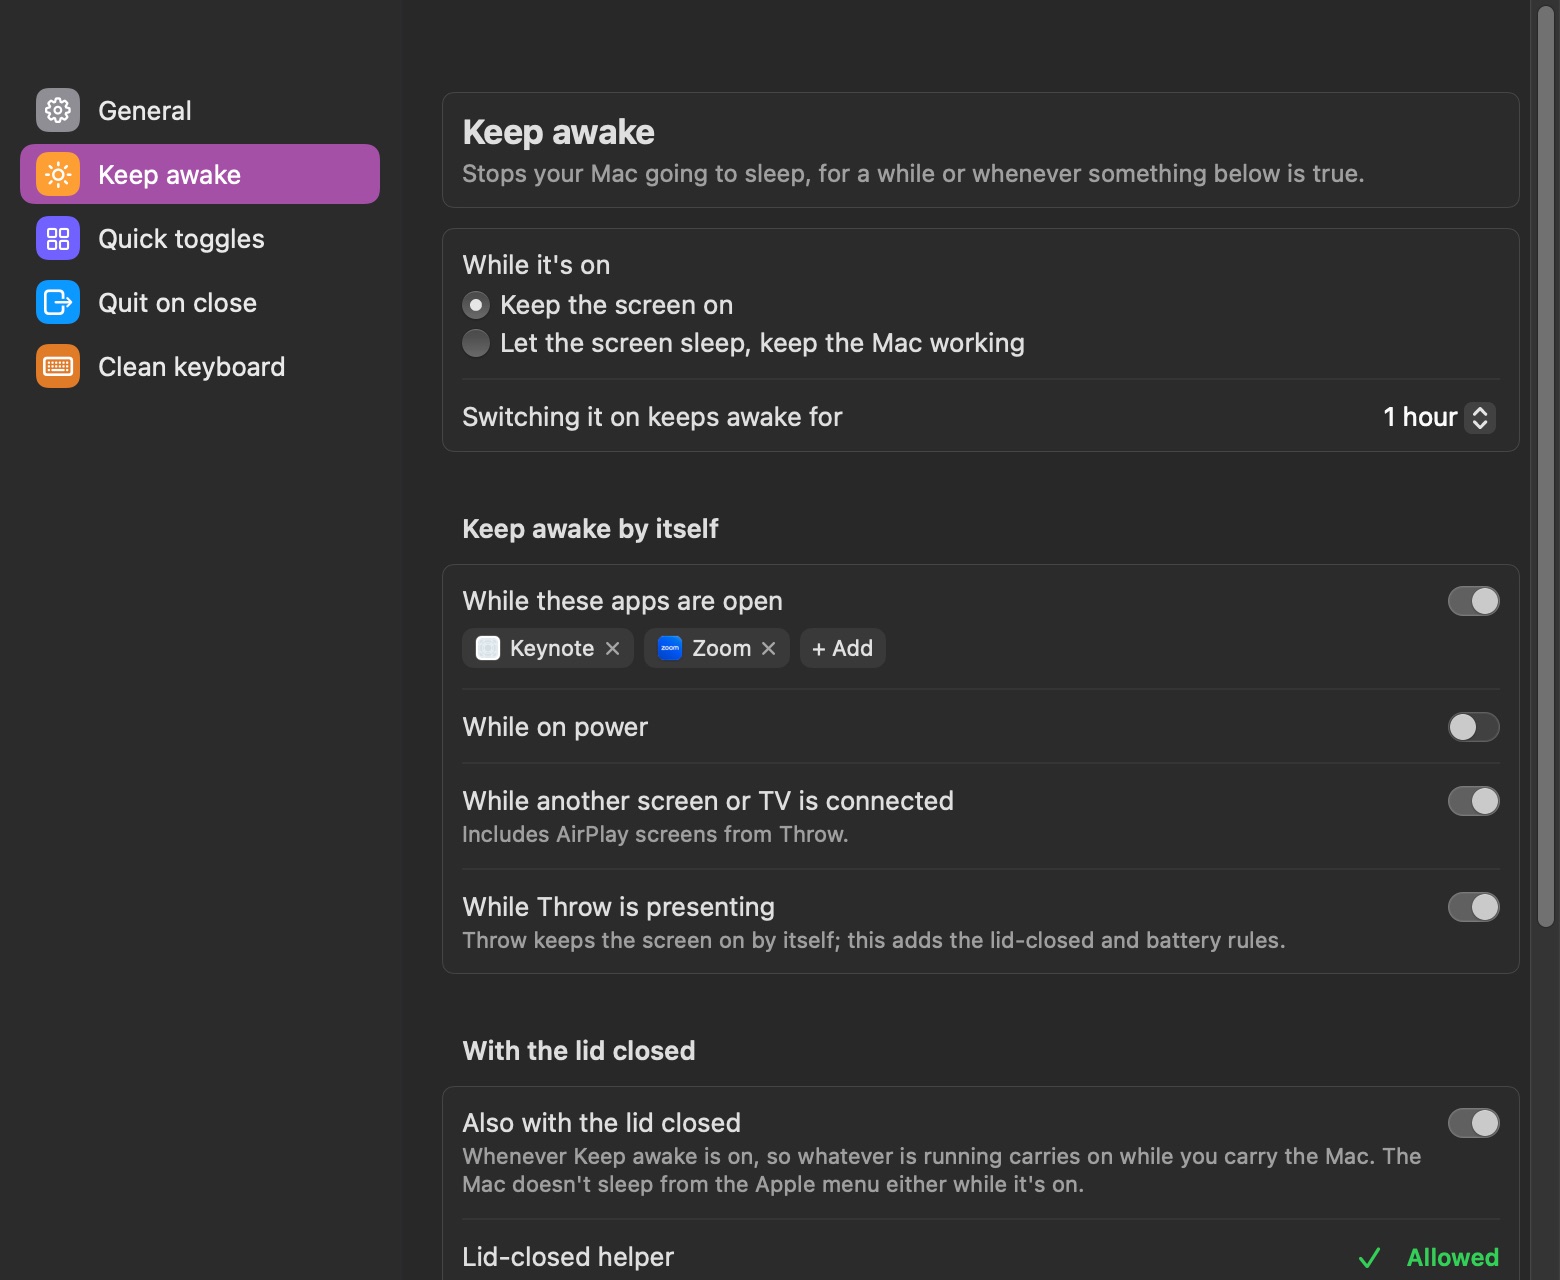 General
Keep awake
Quick toggles
Quit on close
Clean keyboard
Keep awake
Stops your Mac going to sleep, for a while or whenever something below is true.
While it's on
Keep the screen on
Let the screen sleep, keep the Mac working
Switching it on keeps awake for
1 hour
Keep awake by itself
While these apps are open
Keynote
zoom
Zoom
+ Add
While on power
While another screen or TV is connected
Includes AirPlay screens from Throw.
While Throw is presenting
Throw keeps the screen on by itself; this adds the lid-closed and battery rules.
With the lid closed
Also with the lid closed
Whenever Keep awake is on, so whatever is running carries on while you carry the Mac. The
Mac doesn't sleep from the Apple menu either while it's on.
Lid-closed helper
Allowed